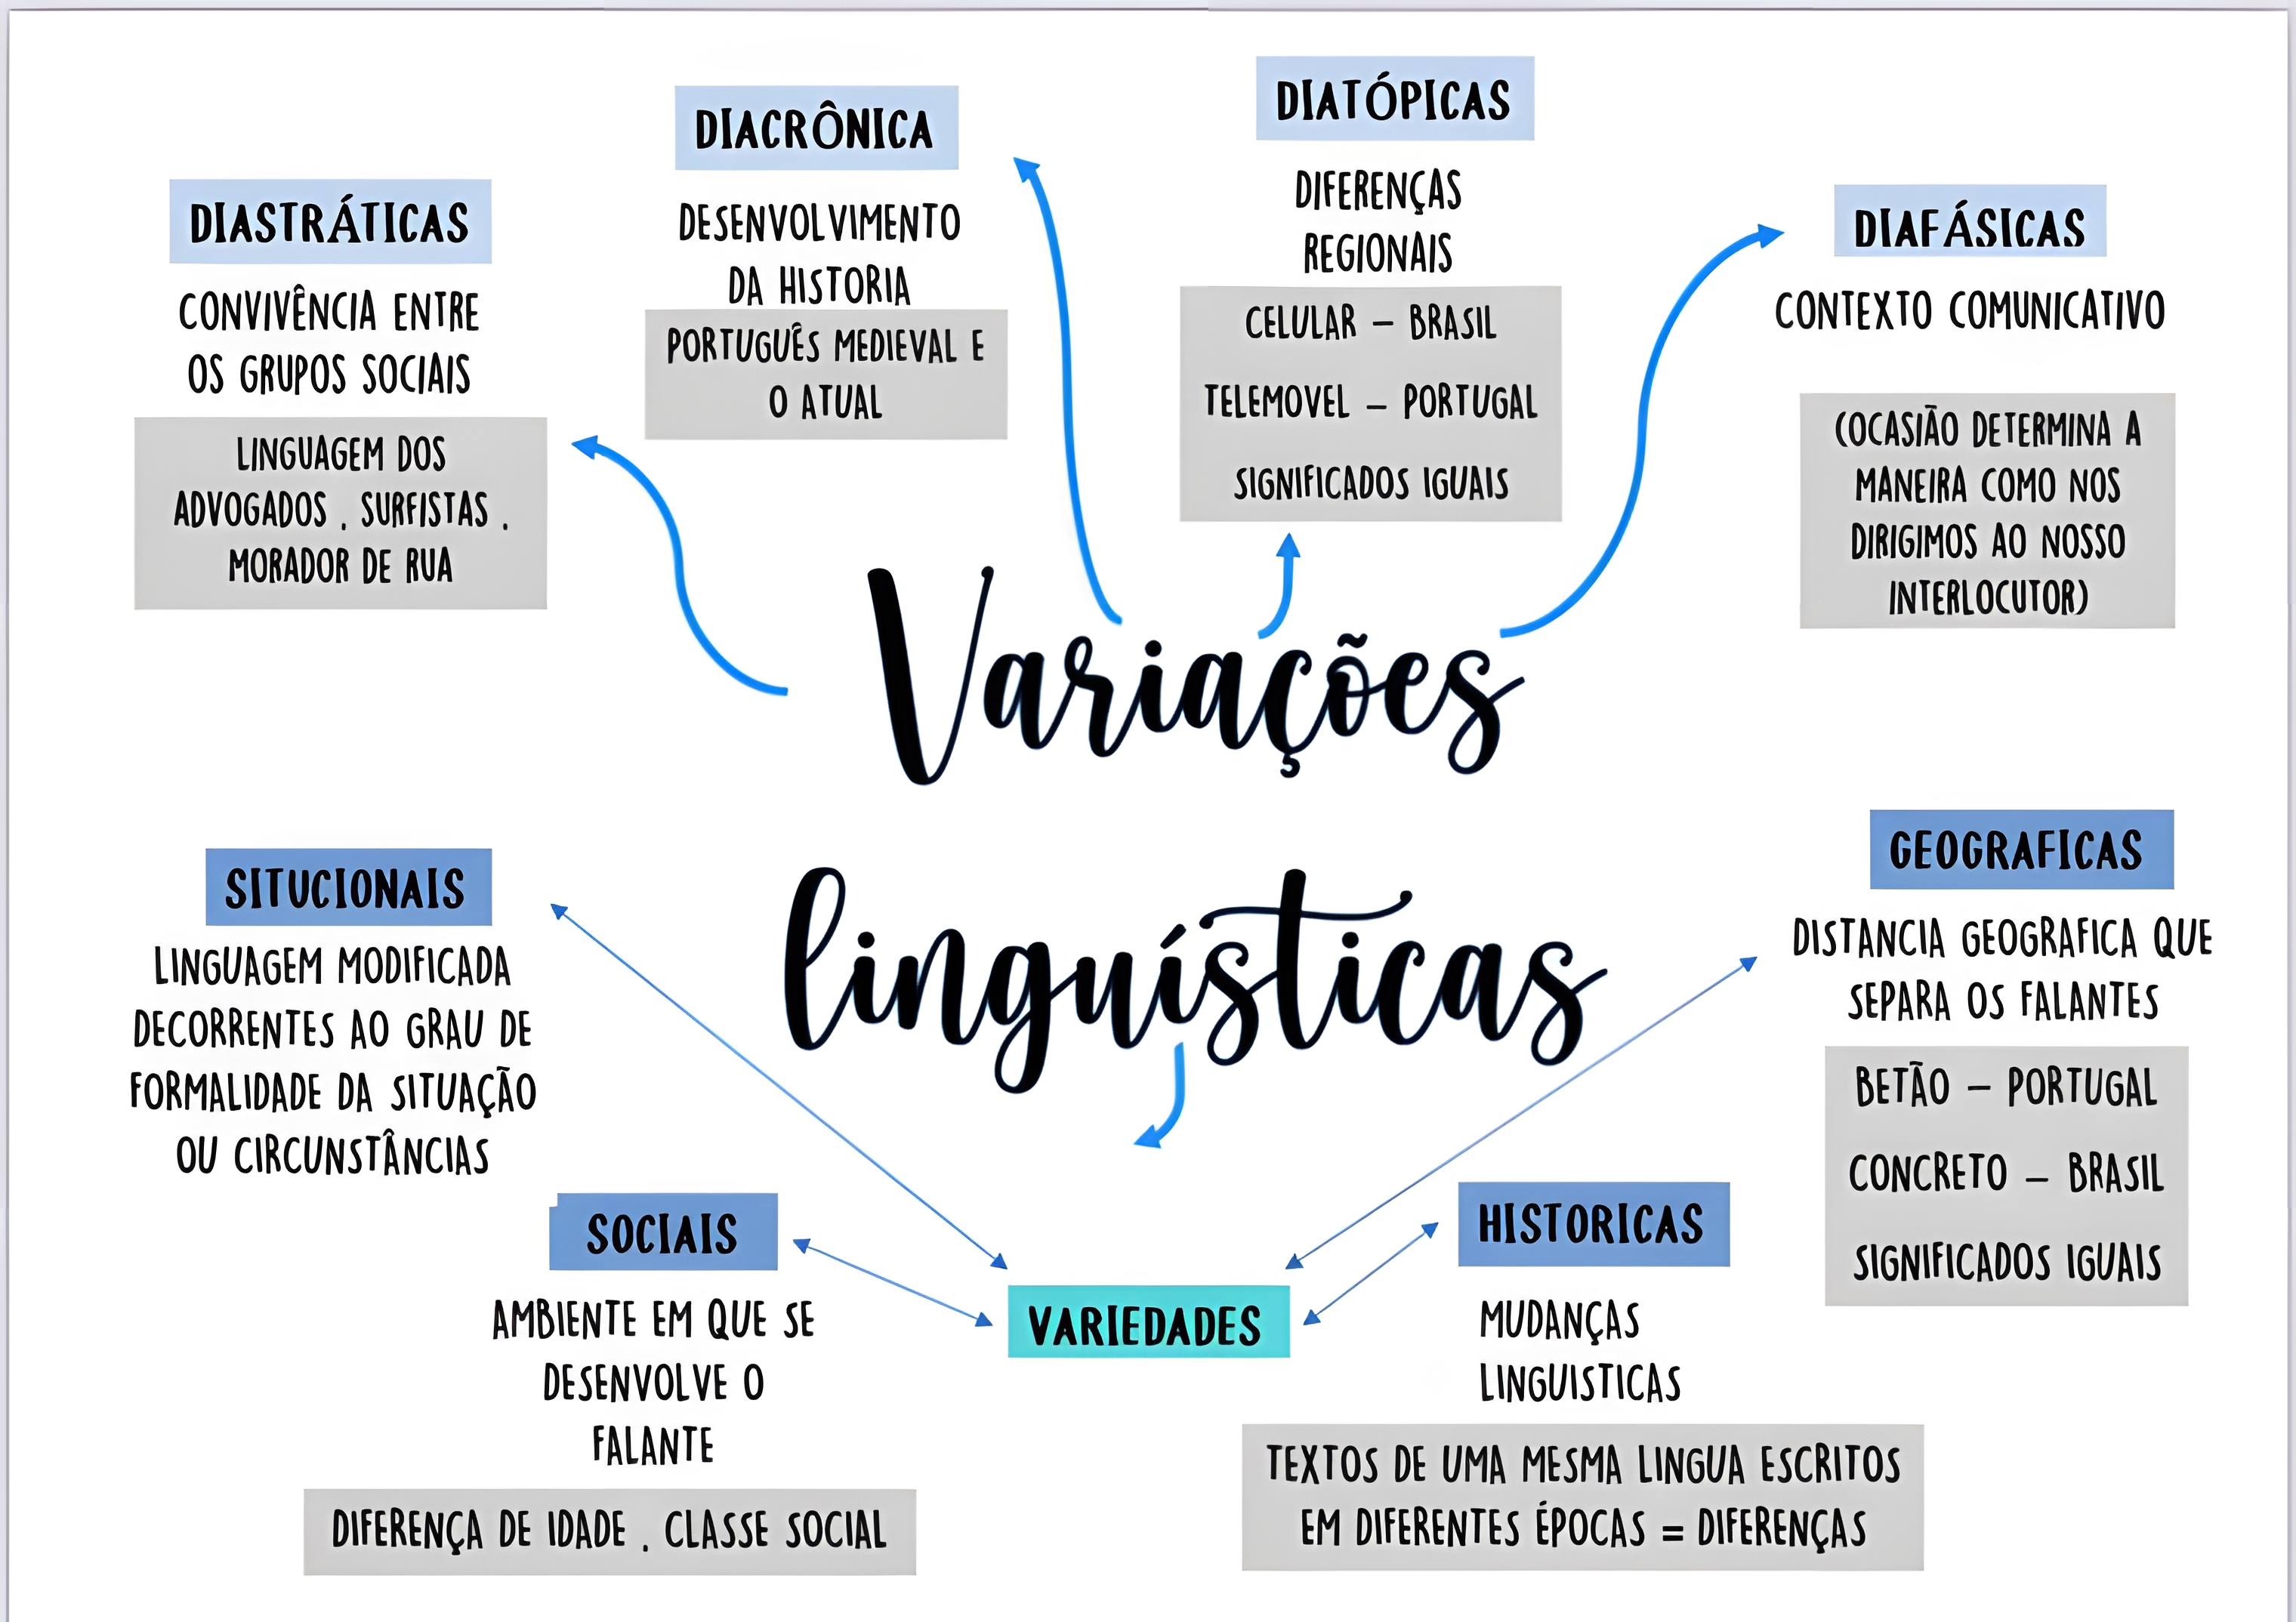 DIASTRÁTICAS
CONVIVÊNCIA ENTRE
OS GRUPOS SOCIAIS
LINGUAGEM DOS
ADVOGADOS , SURFISTAS ,
MORADOR DE RUA
DIACRÔNICA
DESENVOLVIMENTO
DA HISTORIA
PORTUGUÊS MEDIEVAL E
O ATUAL
DIATÓPICAS
DIFERENÇAS
REGIONAIS
CELULAR – BRASIL
TELEMOVEL – PORTUGAL
SIGNIFICADOS IGUAIS
DIAFÁSICAS
CONTEXTO COMUNICATIVO
(OCASIÃO DETERMINA A
MANEIRA COMO NOS
DIRIGIMOS AO NOSSO
INTERLOCUTOR)
Variações
linguísticas
SITUCIONAIS
LINGUAGEM MODIFICADA
DECORRENTES AO GRAU DE
FORMALIDADE DA SITUAÇÃO
OU CIRCUNSTÂNCIAS
SOCIAIS
AMBIENTE EM QUE SE
DESENVOLVE O
FALANTE
DIFERENÇA DE IDADE , CLASSE SOCIAL
VARIEDADES
HISTORICAS
MUDANÇAS
LINGUISTICAS
TEXTOS DE UMA MESMA LINGUA ESCRITOS
EM DIFERENTES ÉPOCAS = DIFERENÇAS
GEOGRAFICAS
DISTANCIA GEOGRAFICA QUE
SEPARA OS FALANTES
BETÃO – PORTUGAL
CONCRETO – BRASIL
SIGNIFICADOS IGUAIS